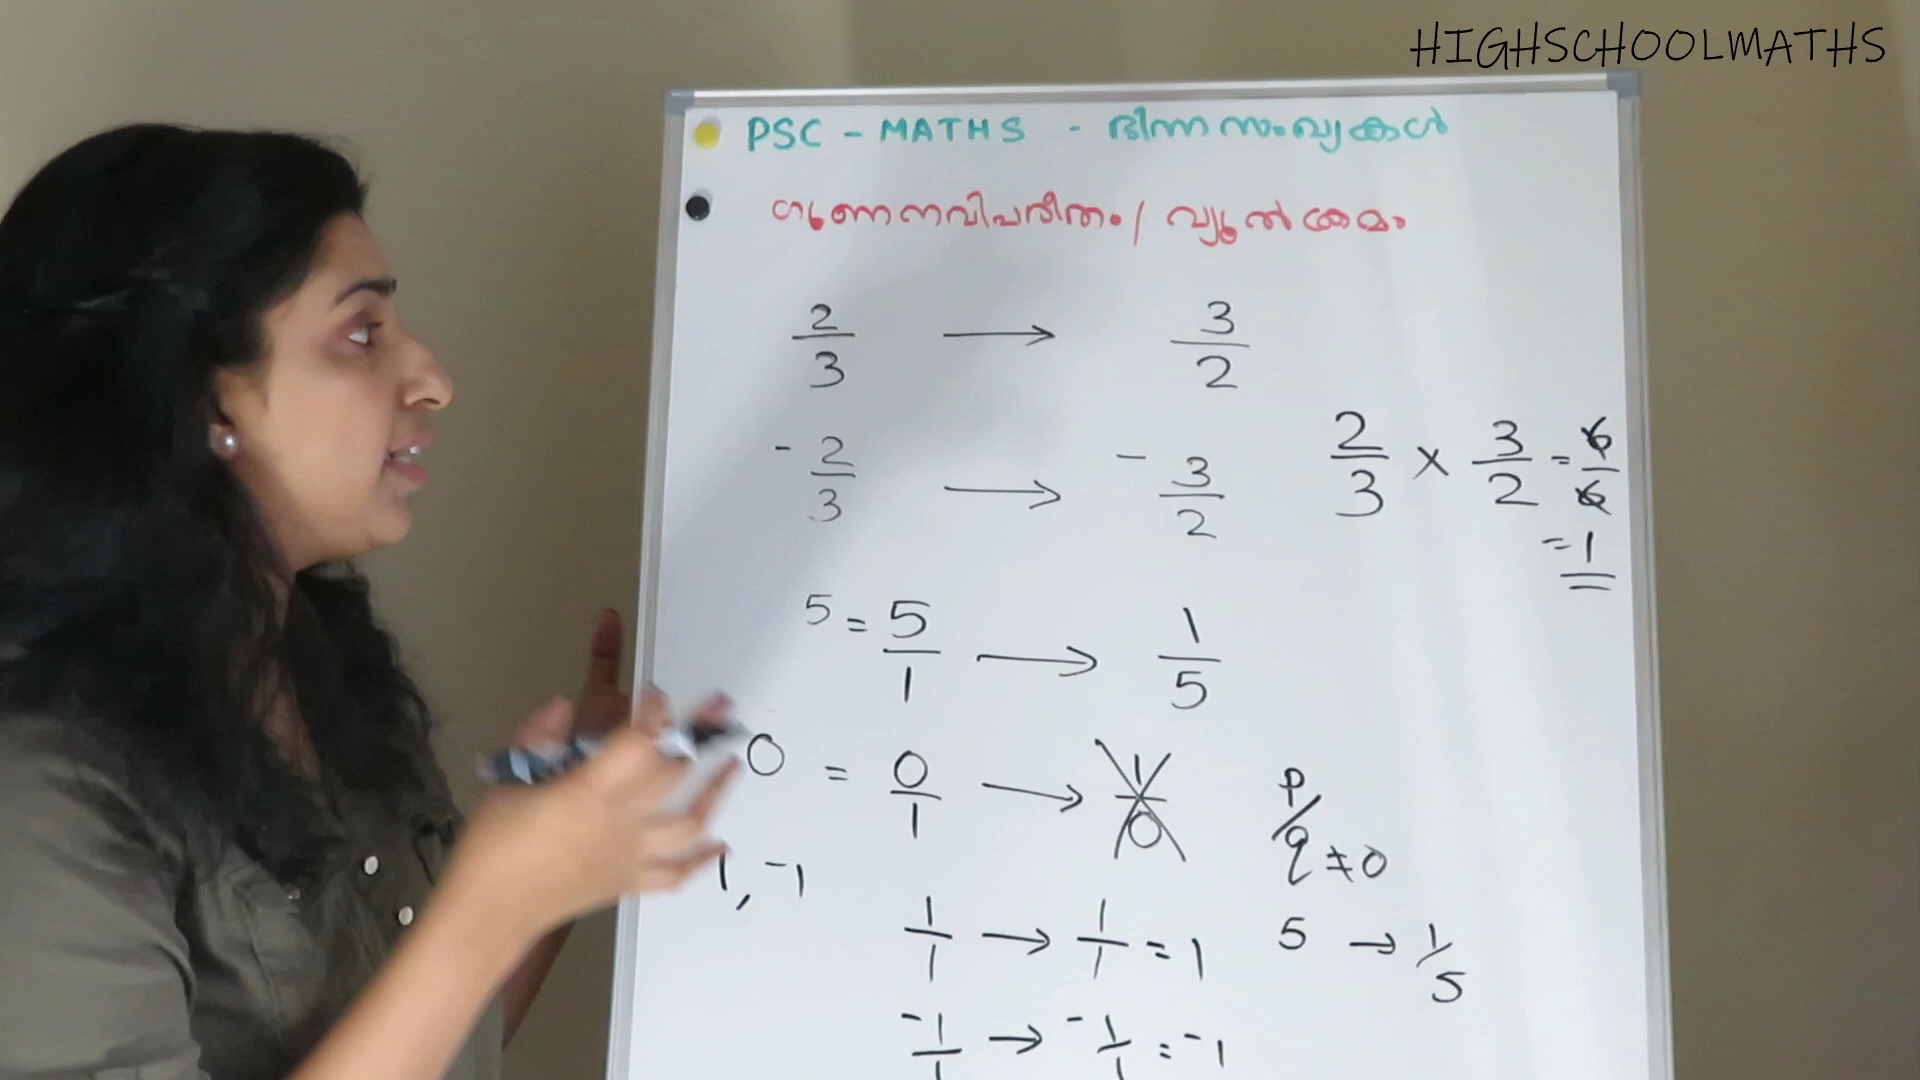 HIGHSCHOOLMATHS
PSC - MATHS - ഭിന്നസംഖ്യകൾ
ഗുണനവിപരീതം / വ്യുൽക്രമം
2/3 → 3/2
-2/3 → -3/2
2/3 × 3/2 = 6/6
= 1
5 = 5/1 → 1/5
0 = 0/1 → 1/0
p/q ≠ 0
1, -1
1/1 → 1/1 = 1
5 → 1/5
-1/1 → -1/1 = -1